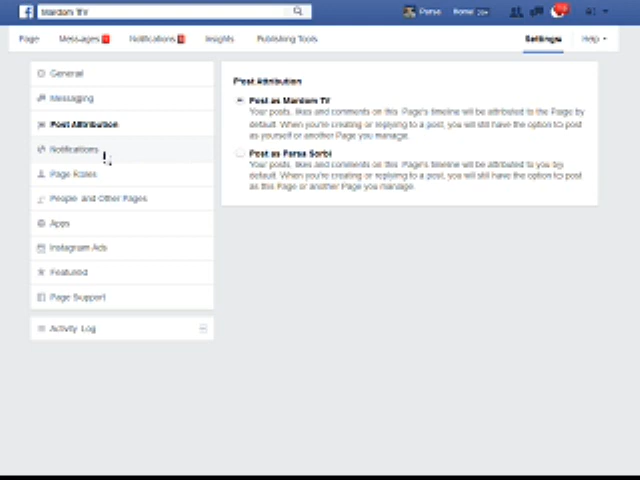 Mardom TV
Parsa Home 20+
Page Messages Notifications Insights Publishing Tools Settings Help
General
Messaging
Post Attribution
Notifications
Page Roles
People and Other Pages
Apps
Instagram Ads
Featured
Page Support
Activity Log
Post Attribution
Post as Mardom TV
Your posts, likes and comments on this Page's timeline will be attributed to the Page by
default. When you're creating or replying to a post, you will still have the option to post
as yourself or another Page you manage.
Post as Parsa Sorbi
Your posts, likes and comments on this Page's timeline will be attributed to you by
default. When you're creating or replying to a post, you will still have the option to post
as this Page or another Page you manage.